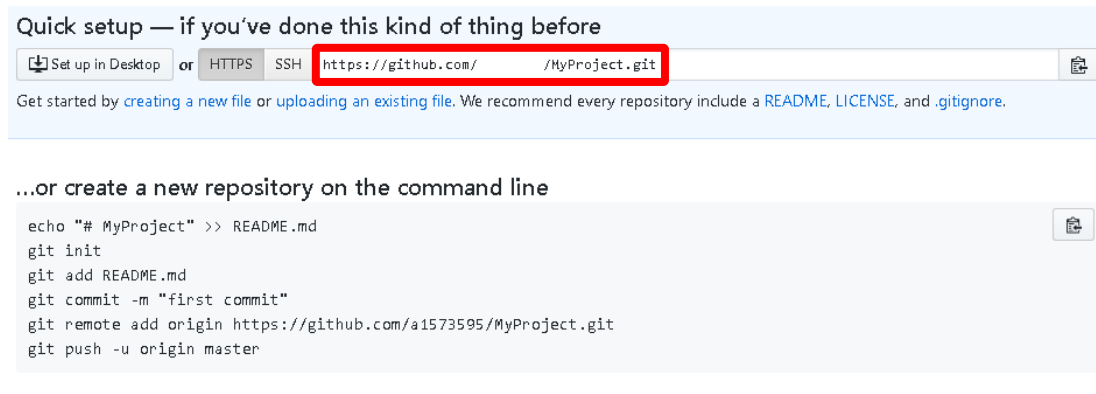 Quick setup — if you've done this kind of thing before
Set up in Desktop or HTTPS SSH https://github.com/ /MyProject.git
Get started by creating a new file or uploading an existing file. We recommend every repository include a README, LICENSE, and .gitignore.
...or create a new repository on the command line
echo "# MyProject" >> README.md
git init
git add README.md
git commit -m "first commit"
git remote add origin https://github.com/a1573595/MyProject.git
git push -u origin master